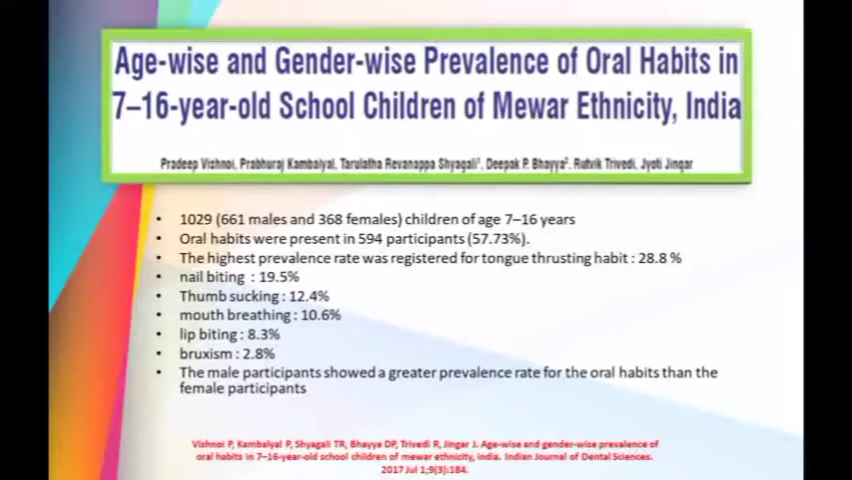 Age-wise and Gender-wise Prevalence of Oral Habits in
7–16-year-old School Children of Mewar Ethnicity, India
Pradeep Vishnoi, Prabhuraj Kambalyal, Tarulatha Revanappa Shyagali¹, Deepak P. Bhayya², Rutvik Trivedi, Jyoti Jingar
• 1029 (661 males and 368 females) children of age 7–16 years
• Oral habits were present in 594 participants (57.73%).
• The highest prevalence rate was registered for tongue thrusting habit : 28.8 %
• nail biting : 19.5%
• Thumb sucking : 12.4%
• mouth breathing : 10.6%
• lip biting : 8.3%
• bruxism : 2.8%
• The male participants showed a greater prevalence rate for the oral habits than the
female participants
Vishnoi P, Kambalyal P, Shyagali TR, Bhayya DP, Trivedi R, Jingar J. Age-wise and gender-wise prevalence of
oral habits in 7–16-year-old school children of mewar ethnicity, india. Indian Journal of Dental Sciences.
2017 Jul 1;9(3):184.